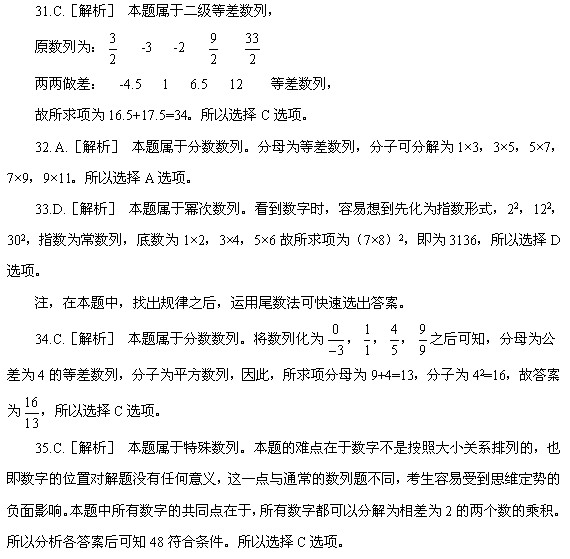 31.C.［解析］ 本题属于二级等差数列，
原数列为：3/2 -3 -2 9/2 33/2
两两做差： -4.5 1 6.5 12 等差数列，
故所求项为 16.5+17.5=34。所以选择 C 选项。
32.A.［解析］ 本题属于分数数列。分母为等差数列，分子可分解为 1×3，3×5，5×7，
7×9，9×11。所以选择 A 选项。
33.D.［解析］ 本题属于幂次数列。看到数字时，容易想到先化为指数形式，2²，12²，
30²，指数为常数列，底数为 1×2，3×4，5×6 故所求项为（7×8）²，即为 3136，所以选择 D
选项。
注，在本题中，找出规律之后，运用尾数法可快速选出答案。
34.C.［解析］ 本题属于分数数列。将数列化为 0/-3，1/1，4/5，9/9 之后可知，分母为公
差为 4 的等差数列，分子为平方数列，因此，所求项分母为 9+4=13，分子为 4²=16，故答案
为 16/13，所以选择 C 选项。
35.C.［解析］ 本题属于特殊数列。本题的难点在于数字不是按照大小关系排列的，也
即数字的位置对解题没有任何意义，这一点与通常的数列题不同，考生容易受到思维定势的
负面影响。本题中所有数字的共同点在于，所有数字都可以分解为相差为 2 的两个数的乘积。
所以分析各答案后可知 48 符合条件。所以选择 C 选项。